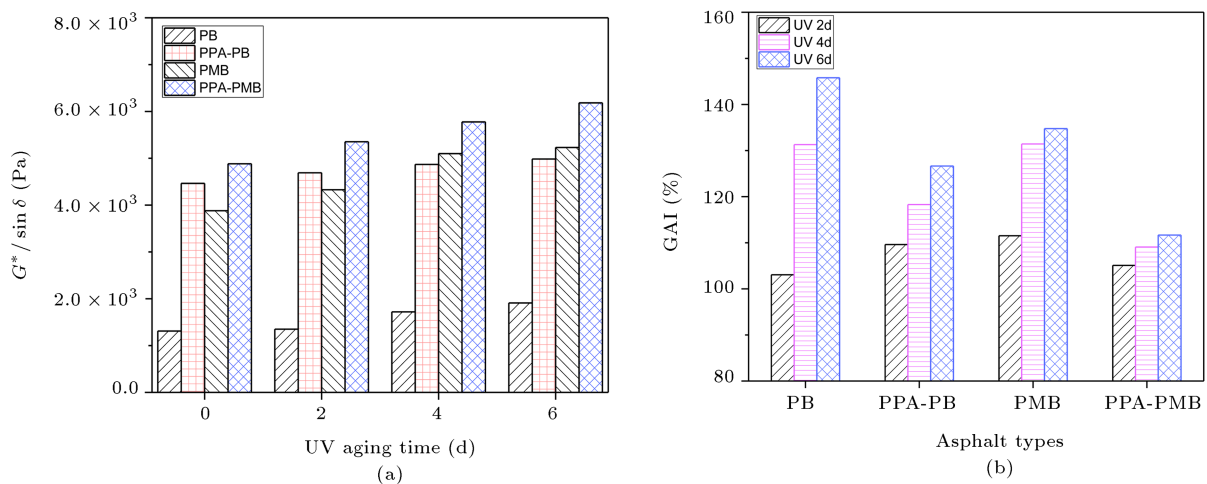 8.0 × 10³
6.0 × 10³
4.0 × 10³
2.0 × 10³
0.0
G* / sin δ (Pa)
PB
PPA-PB
PMB
PPA-PMB
0 2 4 6
UV aging time (d)
(a)
160
140
120
100
80
GAI (%)
UV 2d
UV 4d
UV 6d
PB PPA-PB PMB PPA-PMB
Asphalt types
(b)